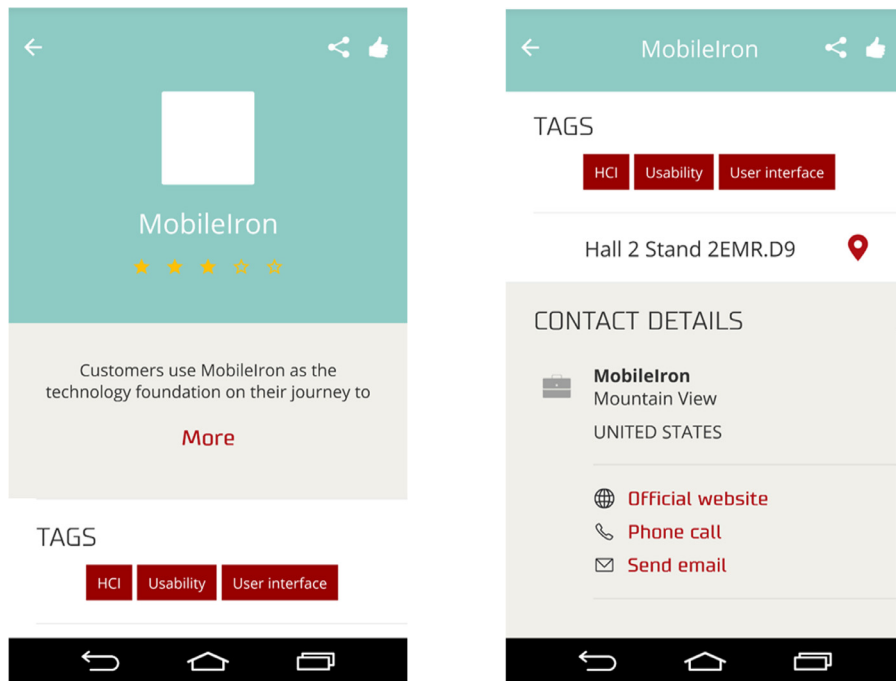 MobileIron
Customers use MobileIron as the
technology foundation on their journey to
More
TAGS
HCI Usability User interface
MobileIron
TAGS
HCI Usability User interface
Hall 2 Stand 2EMR.D9
CONTACT DETAILS
MobileIron
Mountain View
UNITED STATES
Official website
Phone call
Send email